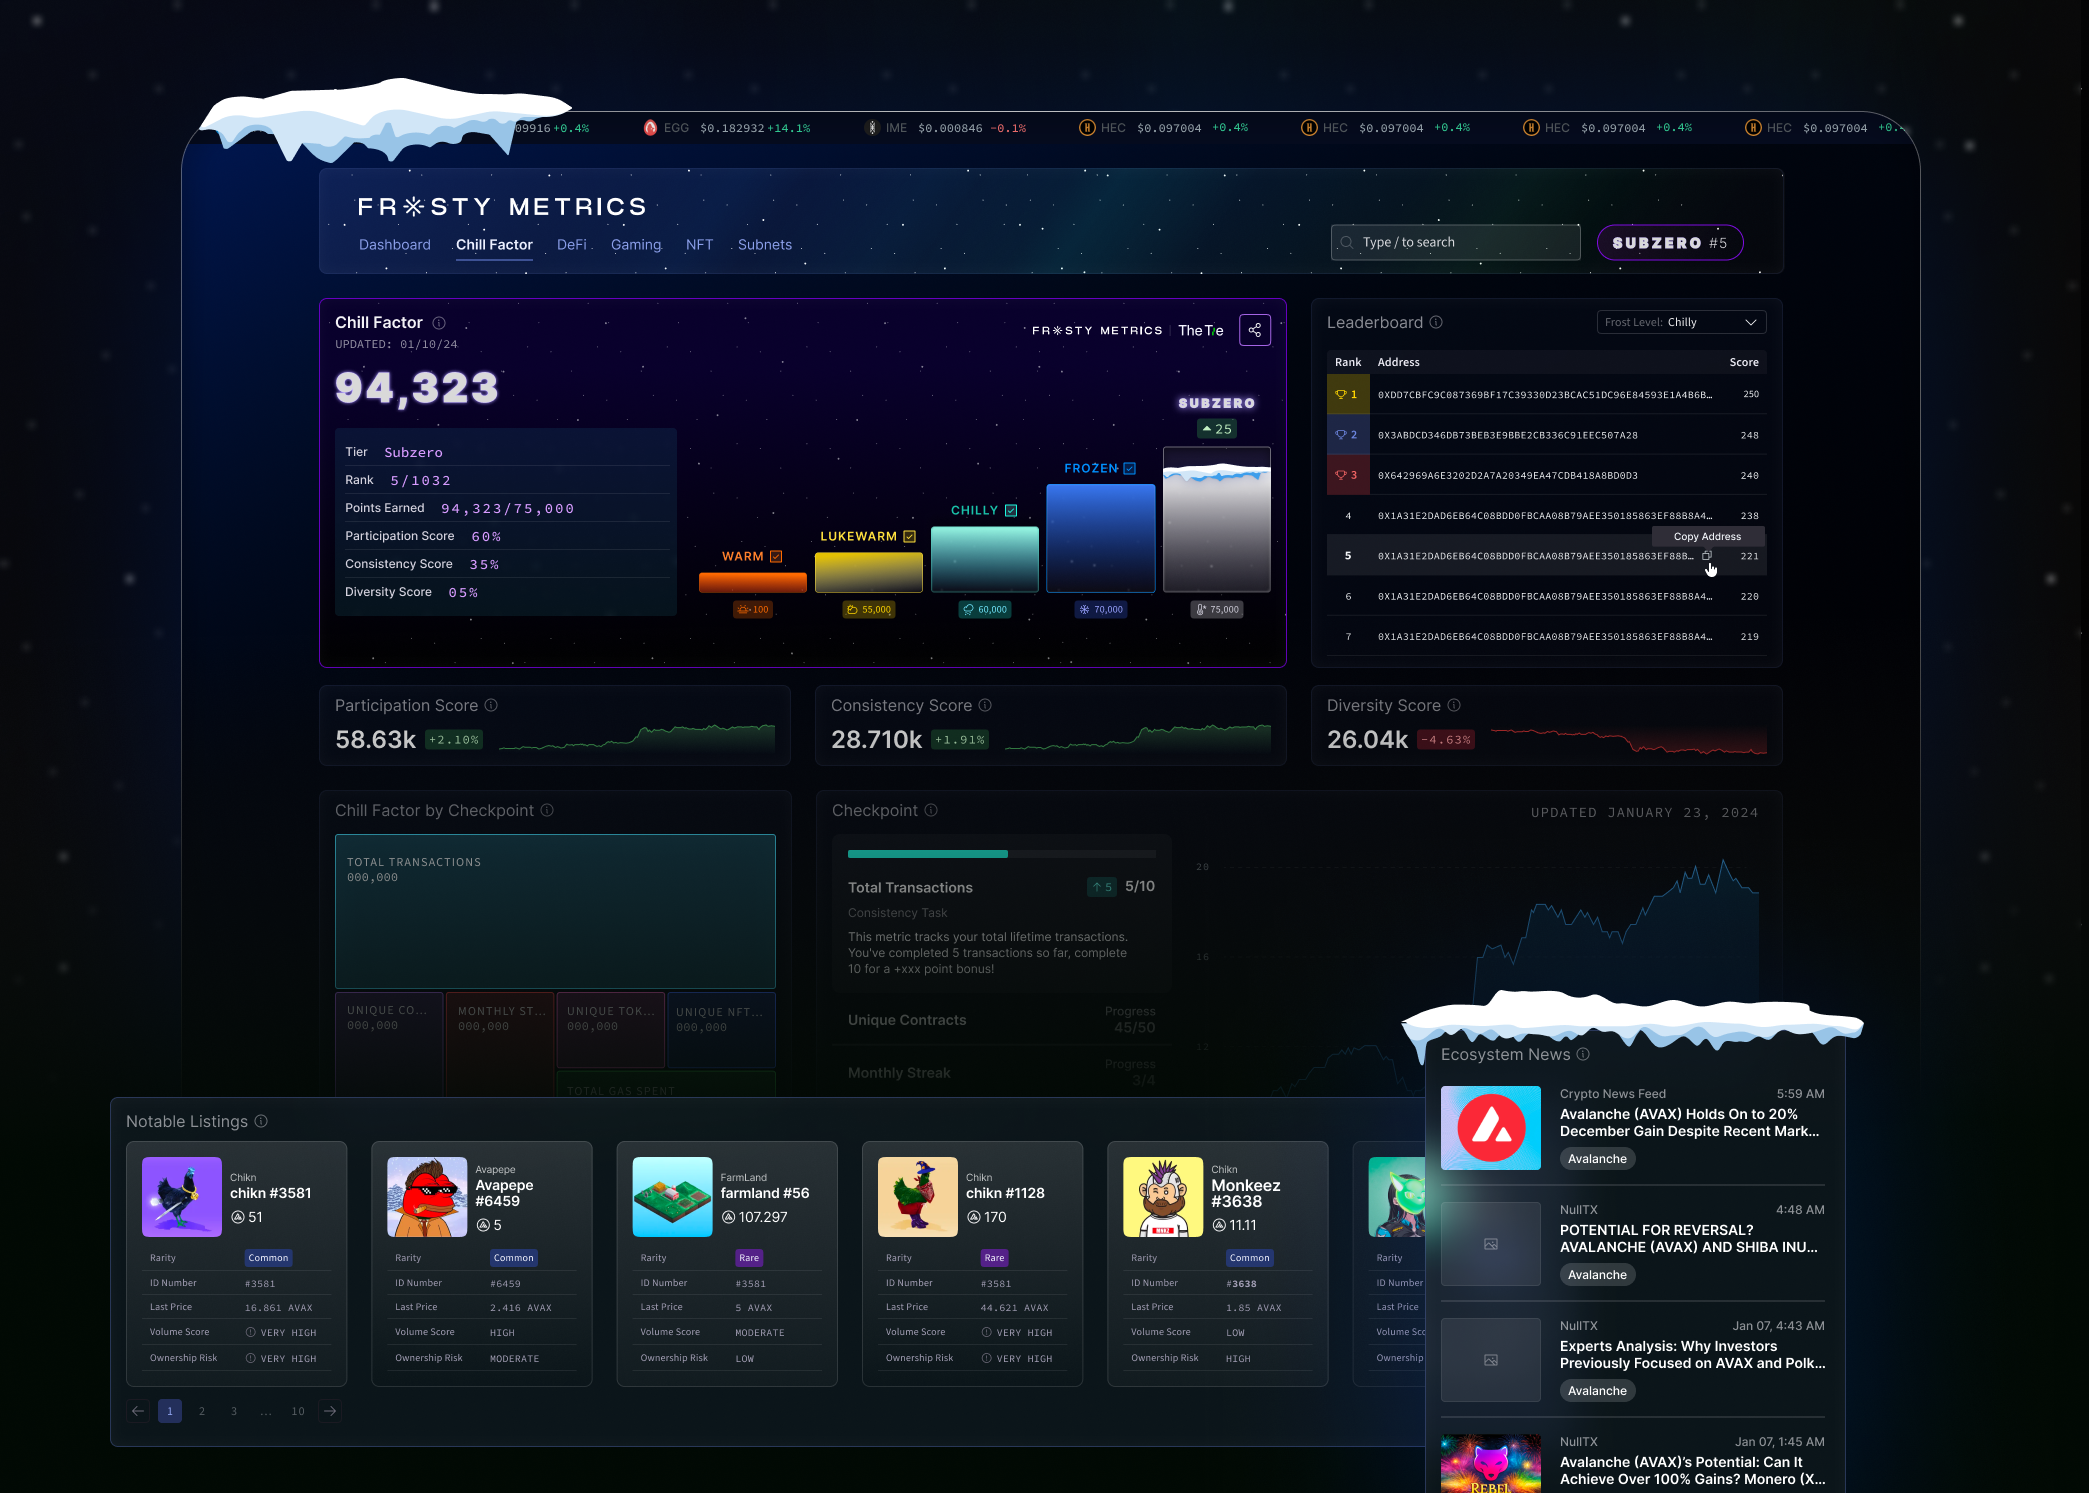 09916 +0.4%
EGG $0.182932 +14.1%
IME $0.000846 -0.1%
HEC $0.097004 +0.4%
HEC $0.097004 +0.4%
HEC $0.097004 +0.4%
HEC $0.097004 +0.4
FROSTY METRICS
Dashboard Chill Factor DeFi Gaming NFT Subnets
Type / to search
SUBZERO #5
Chill Factor
UPDATED: 01/10/24
FROSTY METRICS | The Tie
94,323
Tier Subzero
Rank 5/1032
Points Earned 94,323/75,000
Participation Score 60%
Consistency Score 35%
Diversity Score 05%
WARM
100
LUKEWARM
55,000
CHILLY
60,000
FROZEN
70,000
SUBZERO
25
75,000
Leaderboard
Frost Level: Chilly
Rank Address Score
1 0XDD7CBFC9C087369BF17C39330D23BCAC51DC96E84593E1A4B6B… 250
2 0X3ABDCD346DB73BEB3E9BBE2CB336C91EEC507A28 248
3 0X642969A6E3202D2A7A20349EA47CDB418A8BD0D3 240
4 0X1A31E2DAD6EB64C08BDD0FBCAA08B79AEE350185863EF88B8A4… 238
Copy Address
5 0X1A31E2DAD6EB64C08BDD0FBCAA08B79AEE350185863EF88B… 221
6 0X1A31E2DAD6EB64C08BDD0FBCAA08B79AEE350185863EF88B8A4… 220
7 0X1A31E2DAD6EB64C08BDD0FBCAA08B79AEE350185863EF88B8A4… 219
Participation Score
58.63k +2.10%
Consistency Score
28.710k +1.91%
Diversity Score
26.04k -4.63%
Chill Factor by Checkpoint
TOTAL TRANSACTIONS
000,000
UNIQUE CO...
000,000
MONTHLY ST...
000,000
UNIQUE TOK...
000,000
UNIQUE NFT...
000,000
TOTAL GAS SPENT
Checkpoint
UPDATED JANUARY 23, 2024
Total Transactions ↑ 5 5/10
Consistency Task
This metric tracks your total lifetime transactions.
You've completed 5 transactions so far, complete
10 for a +xxx point bonus!
Unique Contracts
Progress
45/50
Monthly Streak
Progress
3/4
20
16
12
Notable Listings
Chikn
chikn #3581
51
Rarity Common
ID Number #3581
Last Price 16.861 AVAX
Volume Score VERY HIGH
Ownership Risk VERY HIGH
Avapepe
Avapepe
#6459
5
Rarity Common
ID Number #6459
Last Price 2.416 AVAX
Volume Score HIGH
Ownership Risk MODERATE
FarmLand
farmland #56
107.297
Rarity Rare
ID Number #3581
Last Price 5 AVAX
Volume Score MODERATE
Ownership Risk LOW
Chikn
chikn #1128
170
Rarity Rare
ID Number #3581
Last Price 44.621 AVAX
Volume Score VERY HIGH
Ownership Risk VERY HIGH
Chikn
Monkeez
#3638
11.11
Rarity Common
ID Number #3638
Last Price 1.85 AVAX
Volume Score LOW
Ownership Risk HIGH
Rarity
ID Number
Last Price
Volume Sco
Ownership
← 1 2 3 ... 10 →
Ecosystem News
Crypto News Feed 5:59 AM
Avalanche (AVAX) Holds On to 20%
December Gain Despite Recent Mark...
Avalanche
NullTX 4:48 AM
POTENTIAL FOR REVERSAL?
AVALANCHE (AVAX) AND SHIBA INU...
Avalanche
NullTX Jan 07, 4:43 AM
Experts Analysis: Why Investors
Previously Focused on AVAX and Polk...
Avalanche
NullTX Jan 07, 1:45 AM
Avalanche (AVAX)'s Potential: Can It
Achieve Over 100% Gains? Monero (X...
REBEL